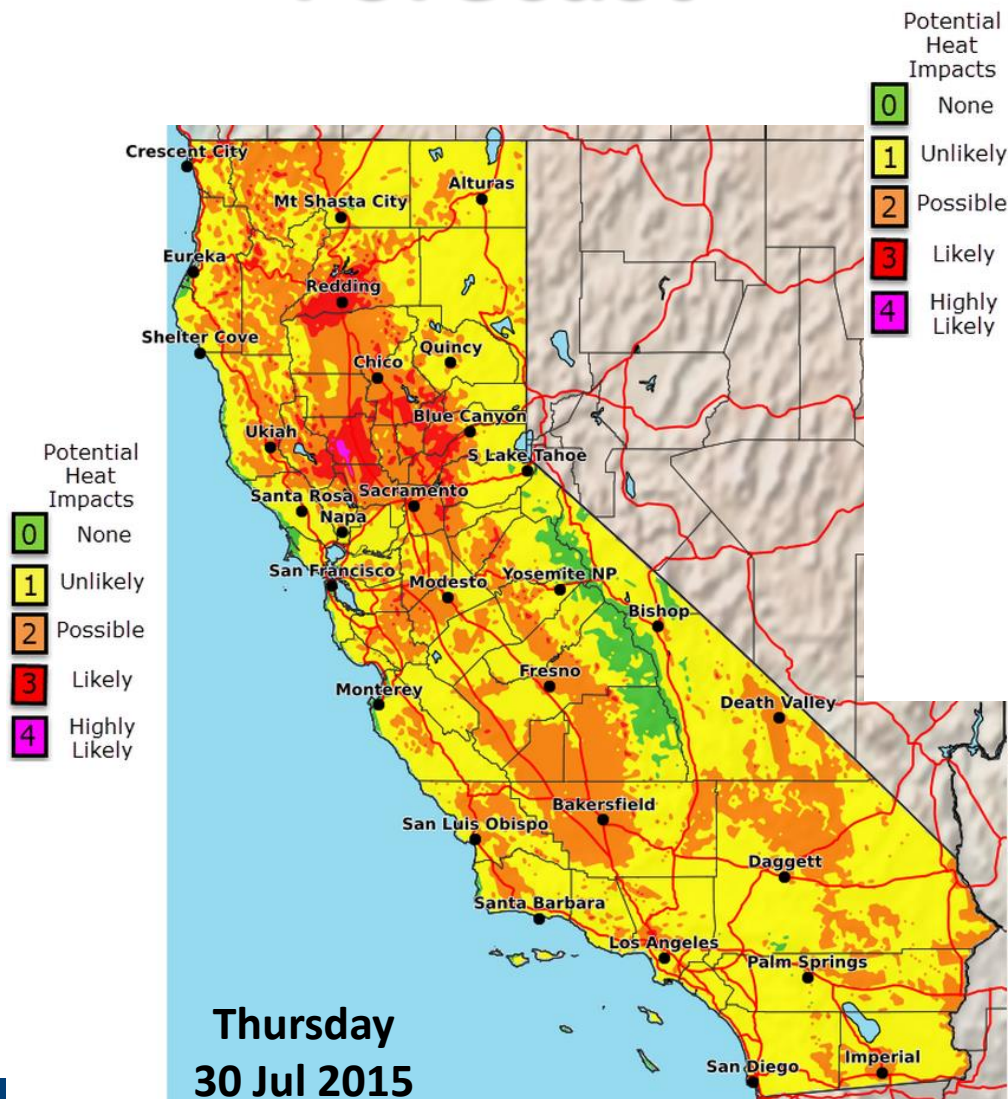 Forecast
Potential
Heat
Impacts
0 None
1 Unlikely
2 Possible
3 Likely
4 Highly
Likely
Crescent City
Mt Shasta City
Alturas
Eureka
Redding
Shelter Cove
Quincy
Chico
Blue Canyon
Ukiah
S Lake Tahoe
Santa Rosa
Sacramento
Napa
San Francisco
Modesto
Yosemite NP
Bishop
Fresno
Monterey
Death Valley
Bakersfield
San Luis Obispo
Daggett
Santa Barbara
Los Angeles
Palm Springs
San Diego
Imperial
Potential
Heat
Impacts
0 None
1 Unlikely
2 Possible
3 Likely
4 Highly
Likely
Thursday
30 Jul 2015